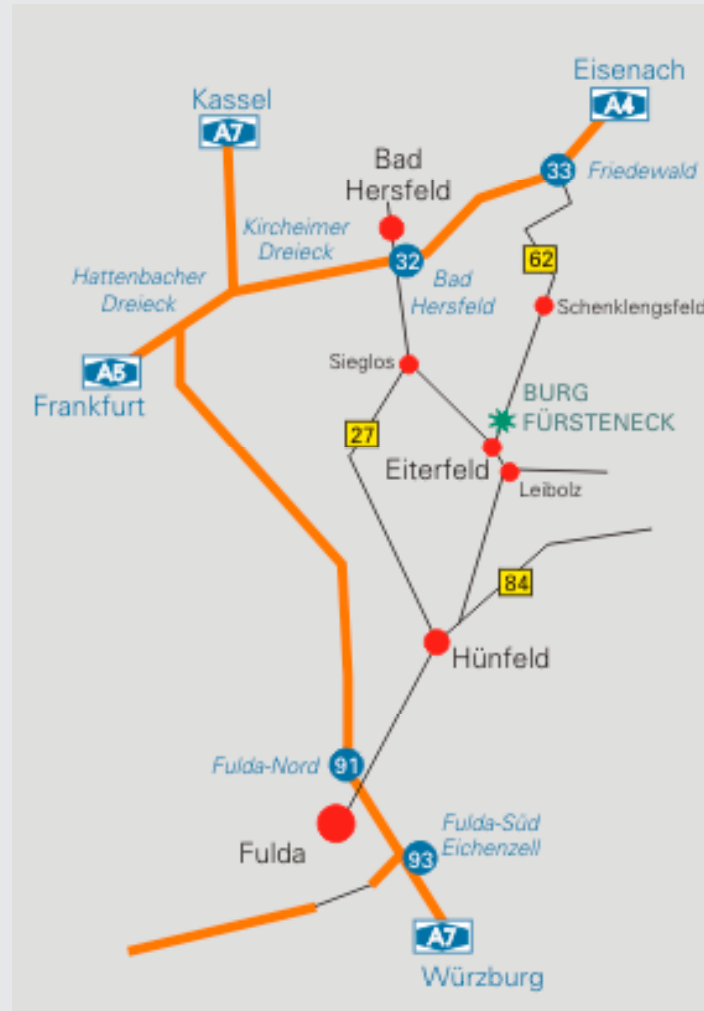 Eisenach
A4
Kassel
A7
Bad
Hersfeld
33
Friedewald
Kircheimer
Dreieck
32
Bad
Hersfeld
62
Hattenbacher
Dreieck
Schenklengsfeld
A5
Frankfurt
Sieglos
BURG
FÜRSTENECK
27
Eiterfeld
Leibolz
84
Hünfeld
Fulda-Nord
91
Fulda
Fulda-Süd
Eichenzell
93
A7
Würzburg